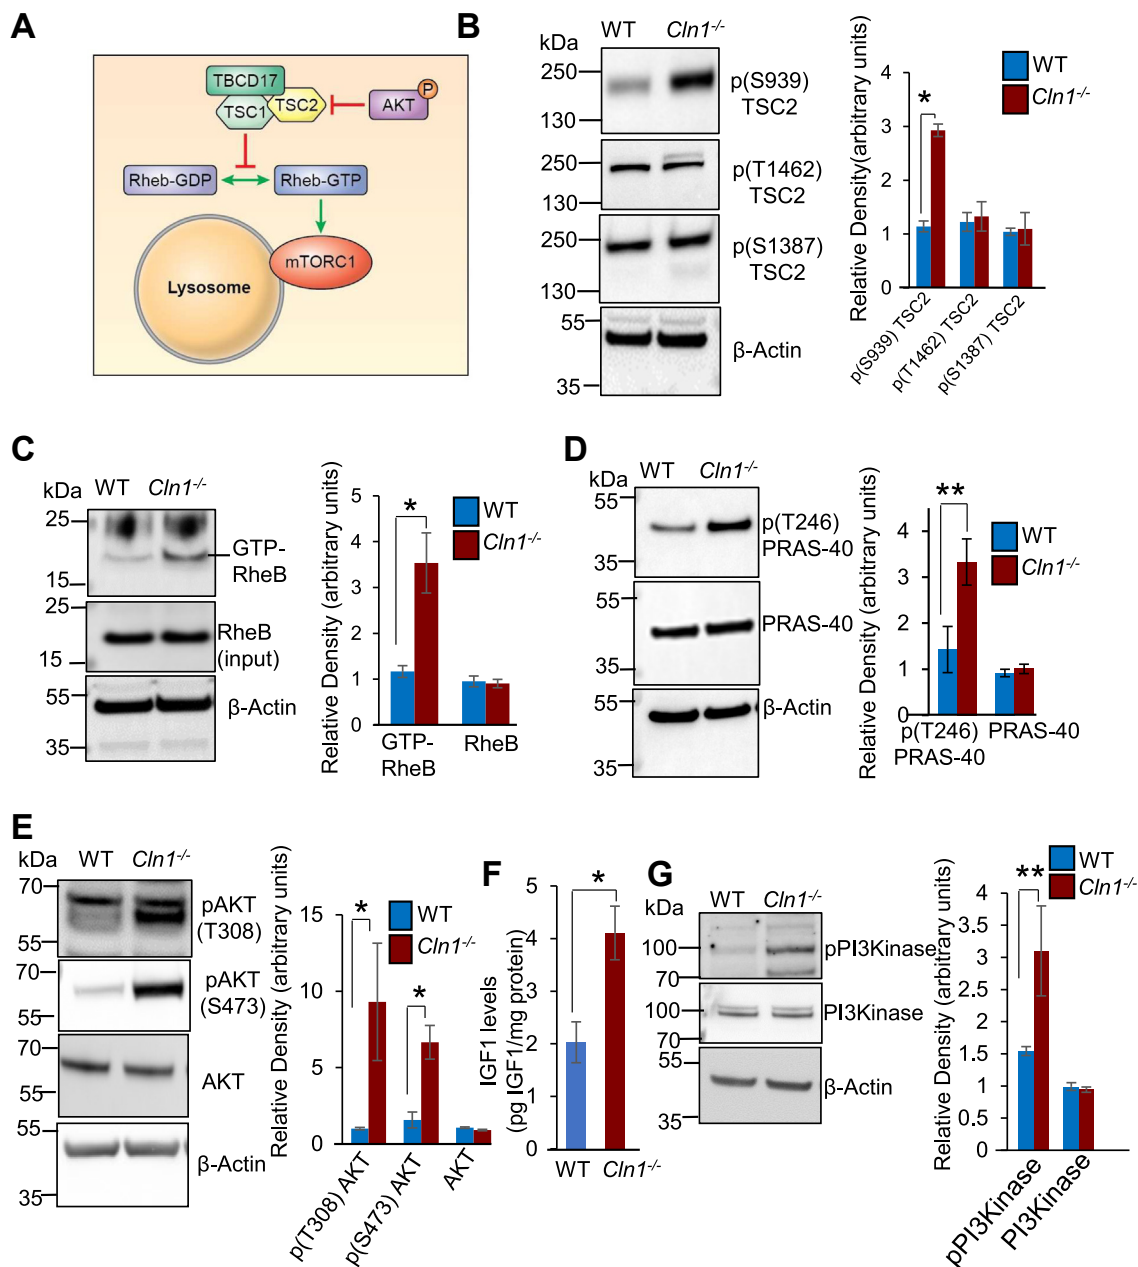 A
TBCD17
TSC1
TSC2
AKT
P
Rheb-GDP
Rheb-GTP
mTORC1
Lysosome
B
kDa
WT
Cln1-/-
250
130
p(S939)
TSC2
250
130
p(T1462)
TSC2
250
130
p(S1387)
TSC2
55
35
β-Actin
Relative Density(arbitrary units)
5
4
3
2
1
0
*
WT
Cln1-/-
p(S939) TSC2
p(T1462) TSC2
p(S1387) TSC2
C
kDa
WT
Cln1-/-
25
15
GTP-
RheB
25
15
RheB
(input)
55
35
β-Actin
Relative Density (arbitrary units)
5
4
3
2
1
0
*
WT
Cln1-/-
GTP-
RheB
RheB
D
kDa
WT
Cln1-/-
55
35
p(T246)
PRAS-40
55
35
PRAS-40
55
35
β-Actin
Relative Density (arbitrary units)
4
3
2
1
0
**
WT
Cln1-/-
p(T246)
PRAS-40
PRAS-40
E
kDa
WT
Cln1-/-
70
55
pAKT
(T308)
70
55
pAKT
(S473)
70
55
AKT
55
35
β-Actin
Relative Density (arbitrary units)
15
10
5
0
*
*
WT
Cln1-/-
p(T308) AKT
p(S473) AKT
AKT
F
IGF1 levels
(pg IGF1/mg protein)
5
4
3
2
1
0
*
WT
Cln1-/-
G
kDa
WT
Cln1-/-
100
70
pPI3Kinase
100
70
PI3Kinase
55
35
β-Actin
Relative Density (arbitrary units)
4
3.5
3
2.5
2
1.5
1
0.5
0
**
WT
Cln1-/-
pPI3Kinase
PI3Kinase